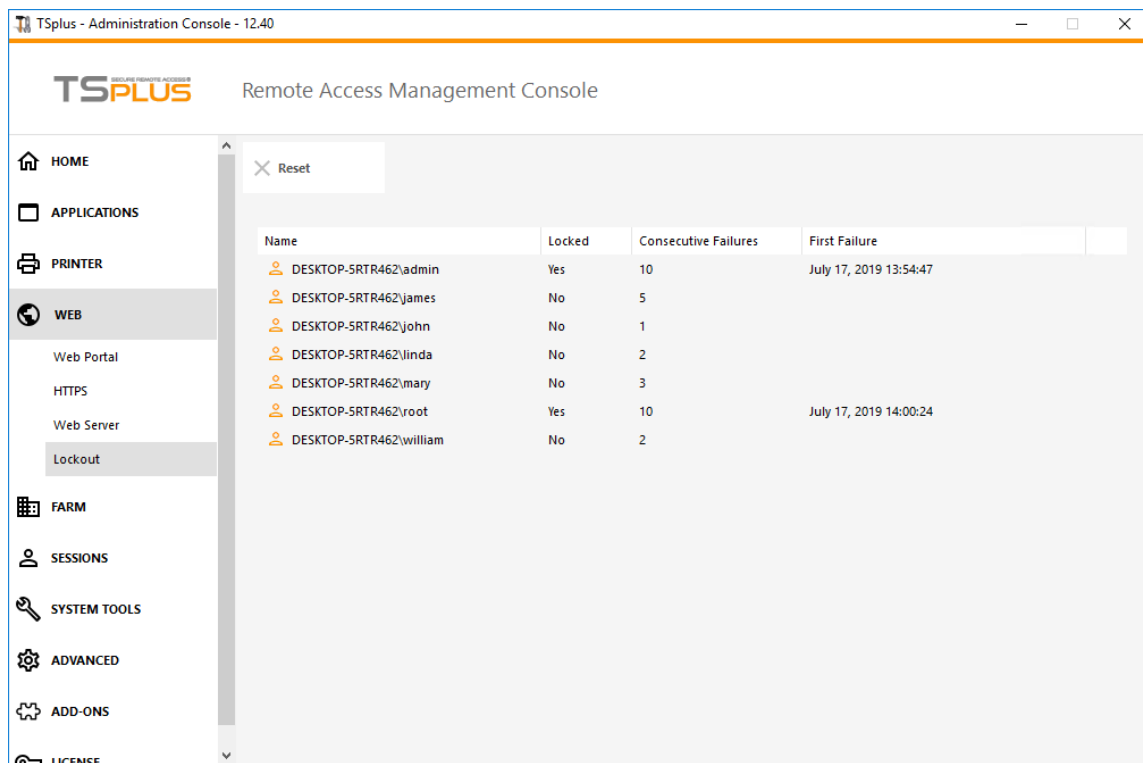 TSplus - Administration Console - 12.40
SECURE REMOTE ACCESS
TSPLUS
Remote Access Management Console
HOME
APPLICATIONS
PRINTER
WEB
Web Portal
HTTPS
Web Server
Lockout
FARM
SESSIONS
SYSTEM TOOLS
ADVANCED
ADD-ONS
LICENSE
Reset
Name Locked Consecutive Failures First Failure
DESKTOP-5RTR462\admin Yes 10 July 17, 2019 13:54:47
DESKTOP-5RTR462\james No 5
DESKTOP-5RTR462\john No 1
DESKTOP-5RTR462\linda No 2
DESKTOP-5RTR462\mary No 3
DESKTOP-5RTR462\root Yes 10 July 17, 2019 14:00:24
DESKTOP-5RTR462\william No 2